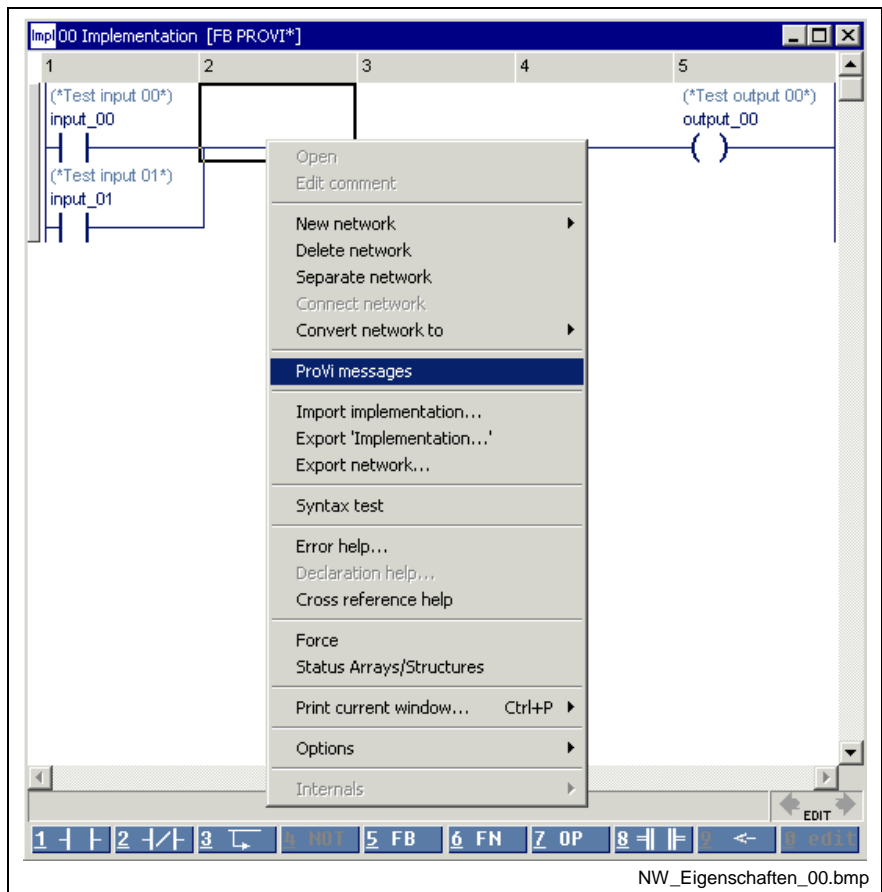 Impl 00 Implementation [FB PROVI*]
1 2 3 4 5
(*Test input 00*) (*Test output 00*)
input_00 output_00
(*Test input 01*)
input_01
Open
Edit comment
New network
Delete network
Separate network
Connect network
Convert network to
ProVi messages
Import implementation...
Export 'Implementation...'
Export network...
Syntax test
Error help...
Declaration help...
Cross reference help
Force
Status Arrays/Structures
Print current window... Ctrl+P
Options
Internals
EDIT
1 2 3 4 NOT 5 FB 6 FN 7 OP 8 9 <- 0 edit
NW_Eigenschaften_00.bmp